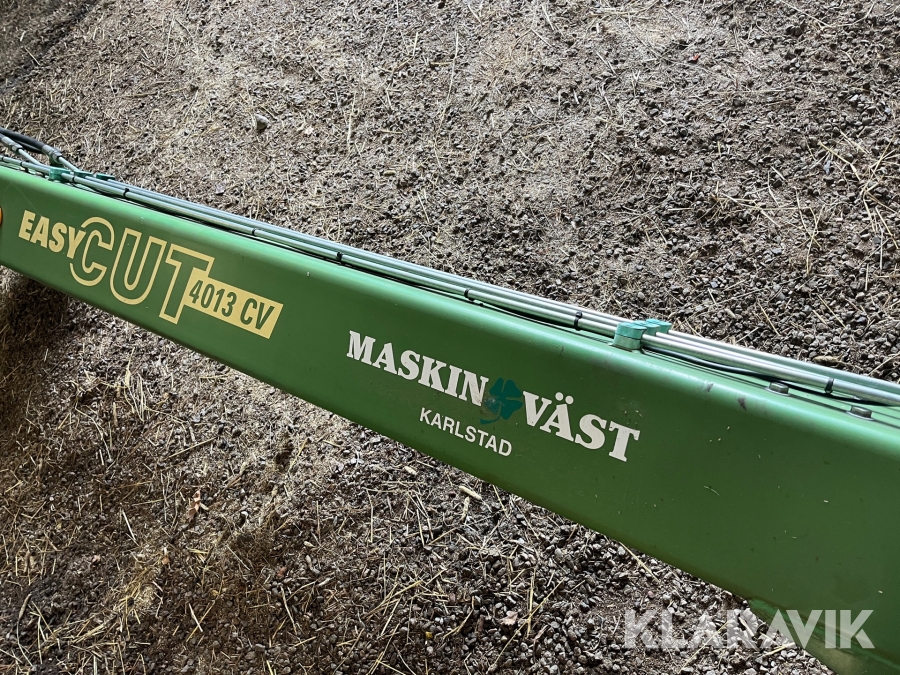 EASY CUT 4013 CV
MASKIN VÄST
KARLSTAD
KLARAVIK